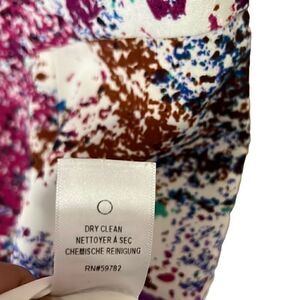 DRY CLEAN
NETTOYER À SEC
CHEMISCHE REINIGUNG
RN#59782